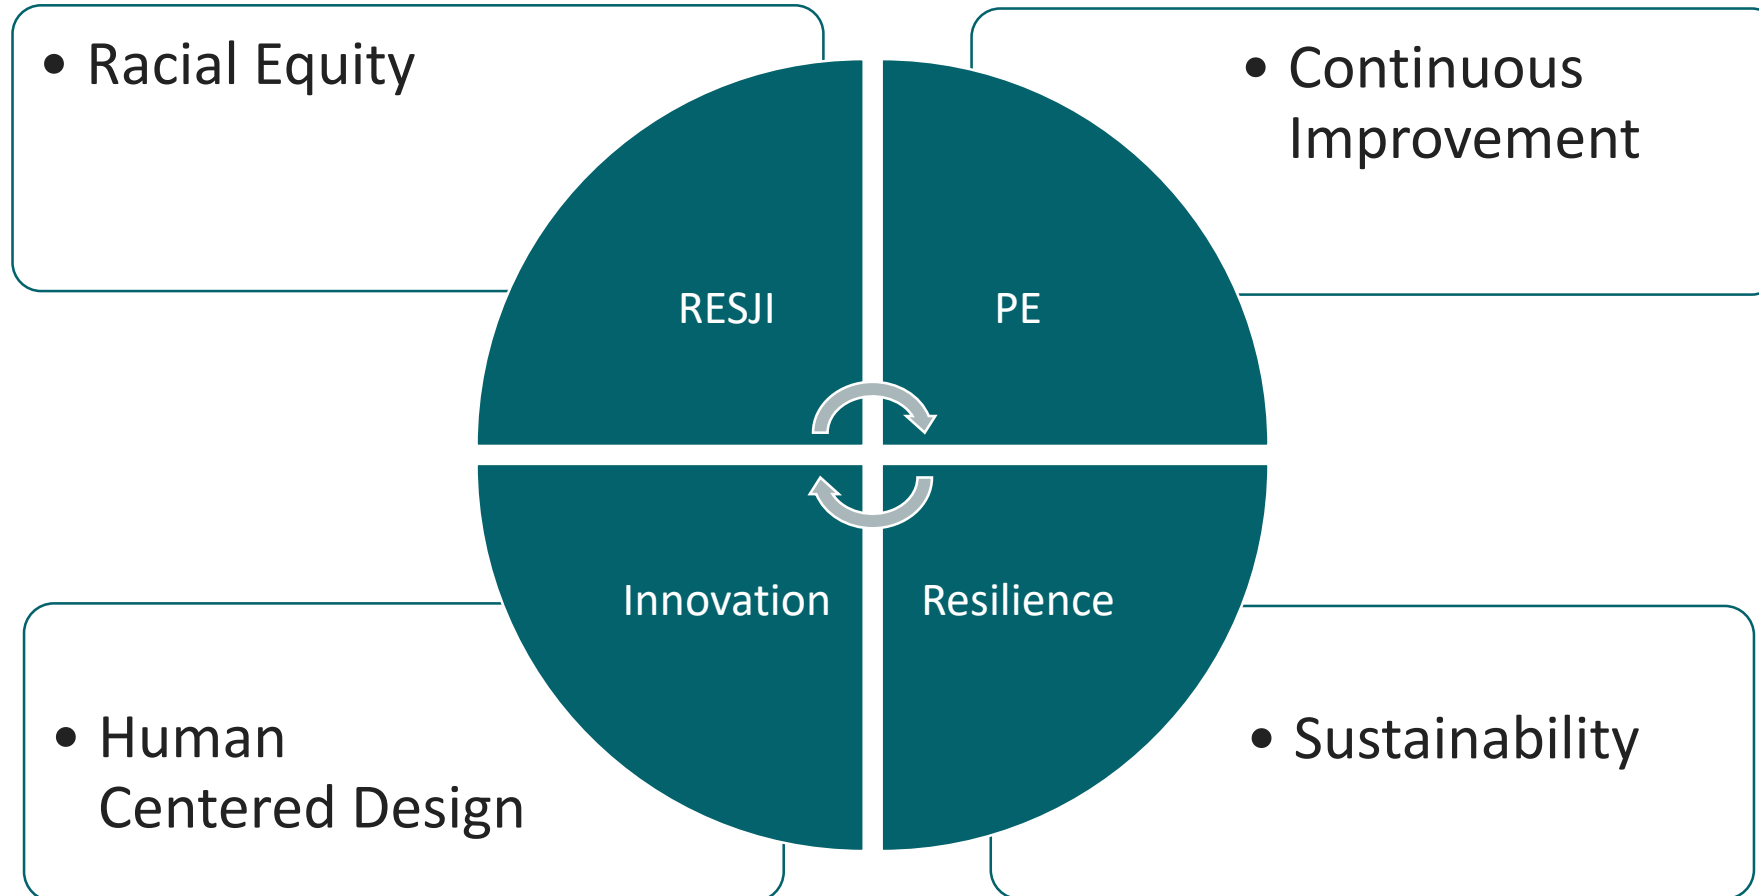 • Racial Equity
• Continuous
Improvement
RESJI
PE
Innovation
Resilience
• Human
Centered Design
• Sustainability